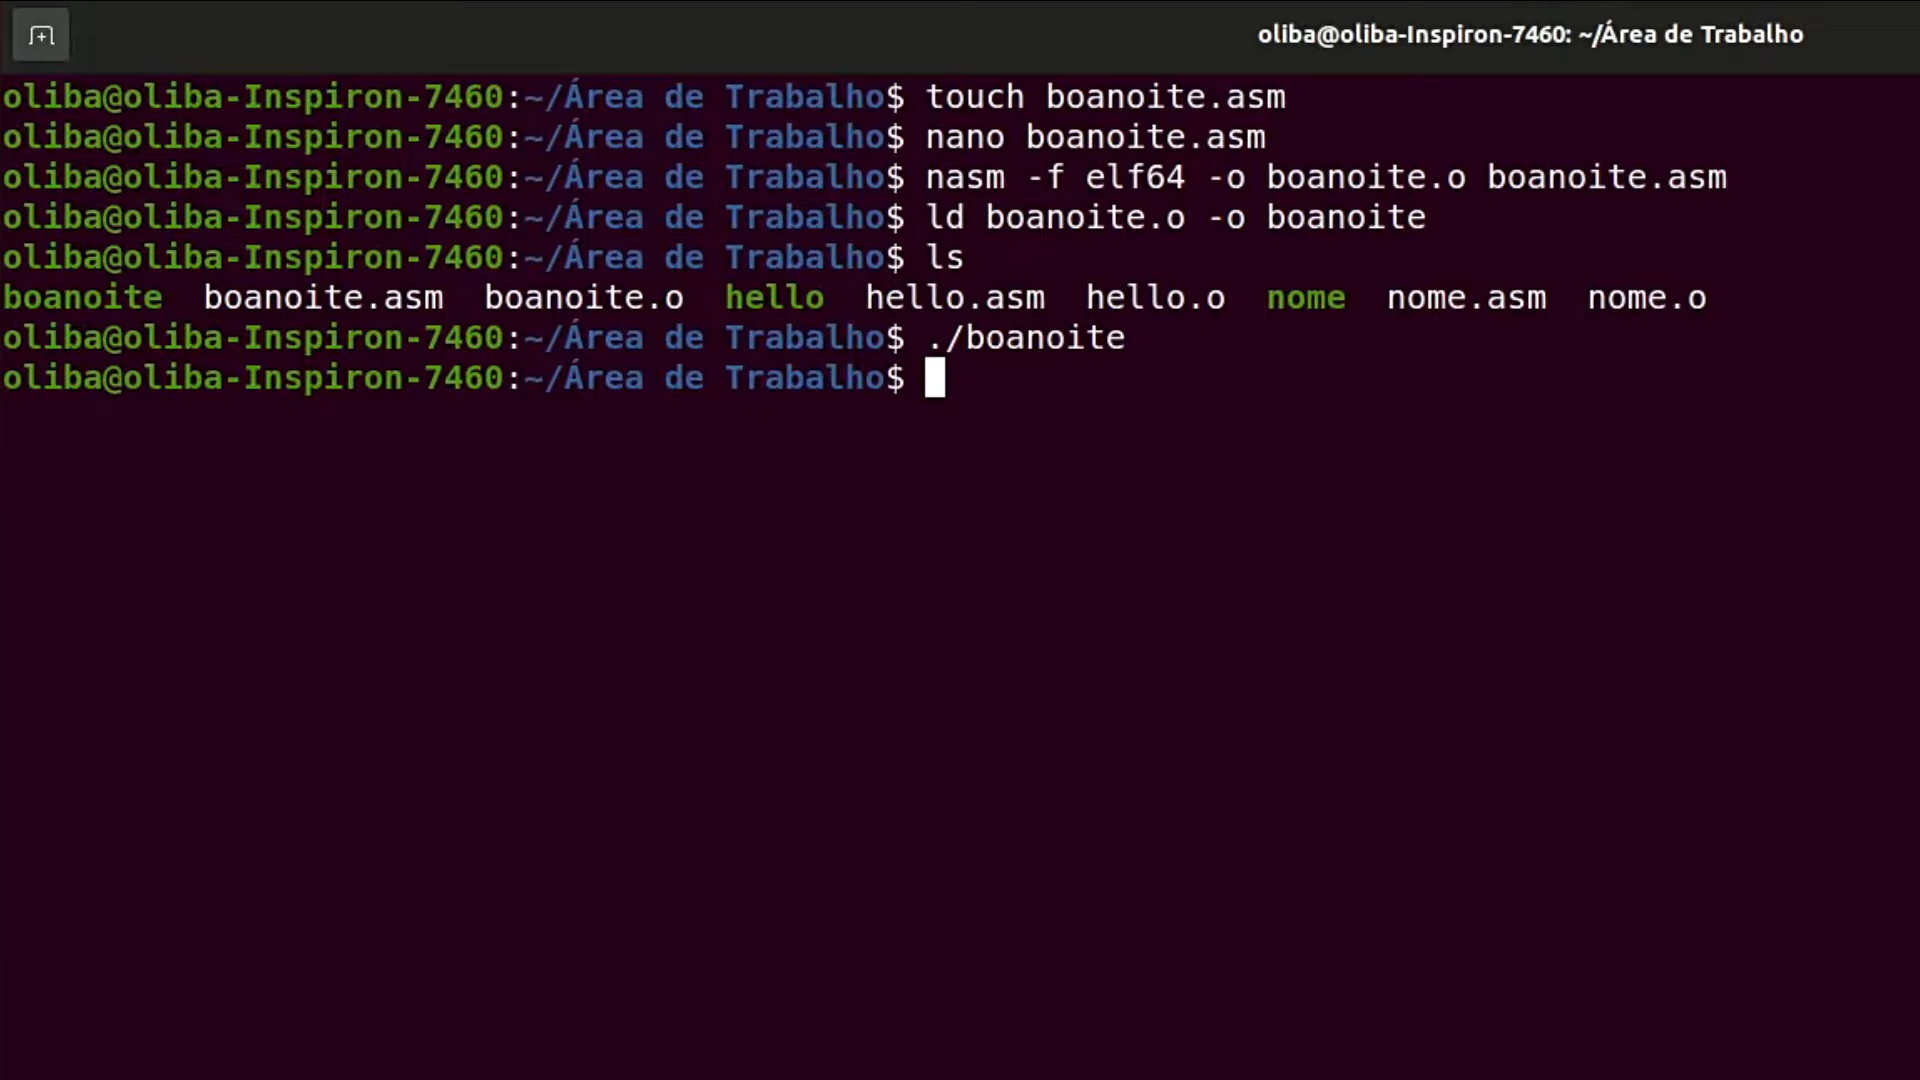 oliba@oliba-Inspiron-7460: ~/Área de Trabalho
oliba@oliba-Inspiron-7460:~/Área de Trabalho$ touch boanoite.asm
oliba@oliba-Inspiron-7460:~/Área de Trabalho$ nano boanoite.asm
oliba@oliba-Inspiron-7460:~/Área de Trabalho$ nasm -f elf64 -o boanoite.o boanoite.asm
oliba@oliba-Inspiron-7460:~/Área de Trabalho$ ld boanoite.o -o boanoite
oliba@oliba-Inspiron-7460:~/Área de Trabalho$ ls
boanoite  boanoite.asm  boanoite.o  hello  hello.asm  hello.o  nome  nome.asm  nome.o
oliba@oliba-Inspiron-7460:~/Área de Trabalho$ ./boanoite
oliba@oliba-Inspiron-7460:~/Área de Trabalho$